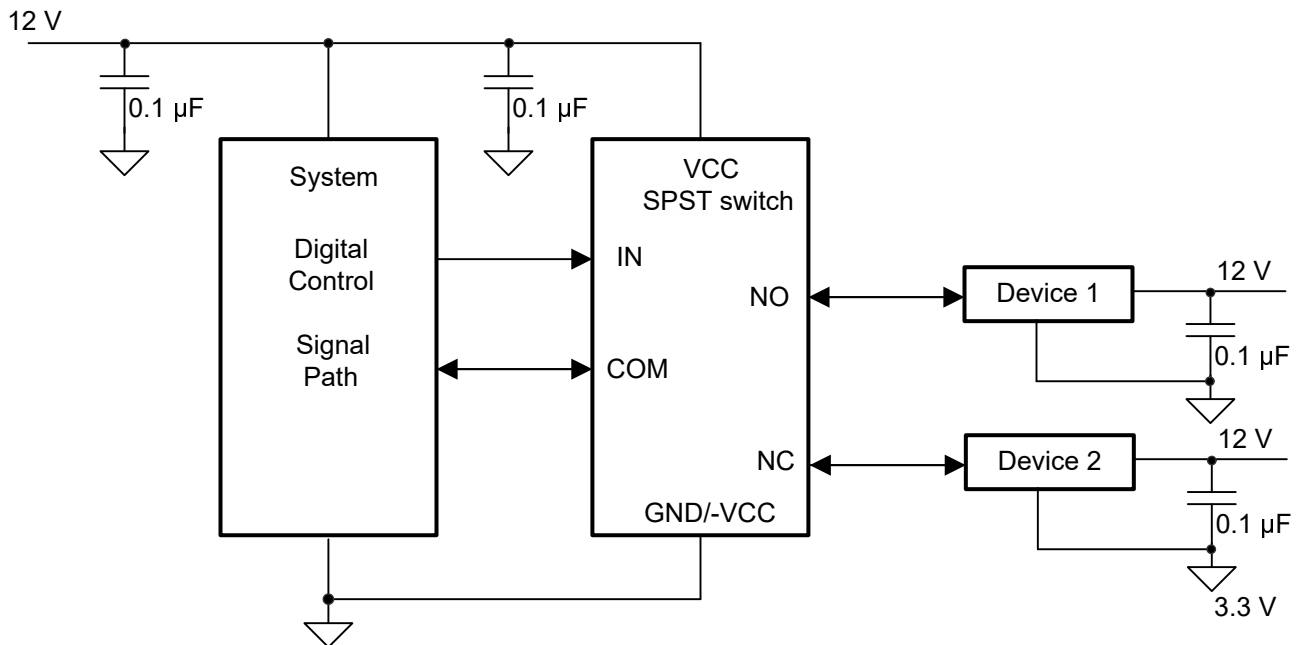 12 V
0.1 µF
0.1 µF
System
Digital
Control
Signal
Path
VCC
SPST switch
IN
NO
COM
NC
GND/-VCC
Device 1
12 V
0.1 µF
Device 2
12 V
0.1 µF
3.3 V